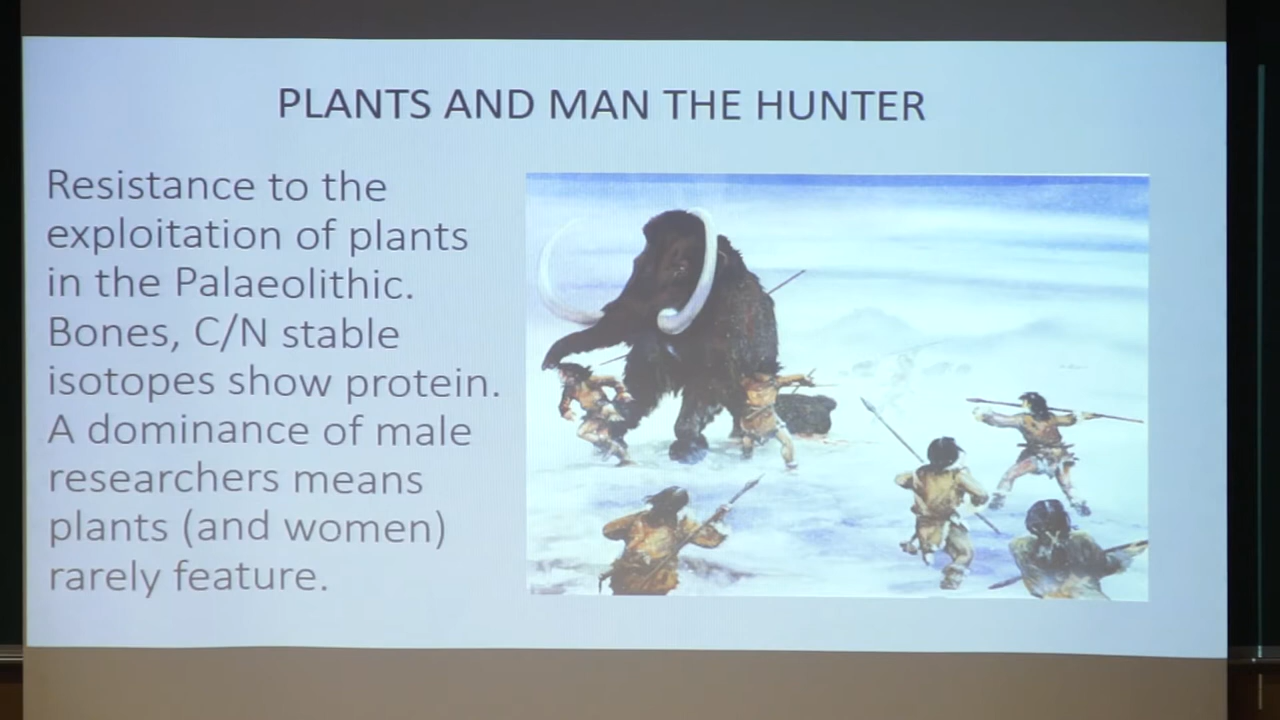 PLANTS AND MAN THE HUNTER
Resistance to the
exploitation of plants
in the Palaeolithic.
Bones, C/N stable
isotopes show protein.
A dominance of male
researchers means
plants (and women)
rarely feature.